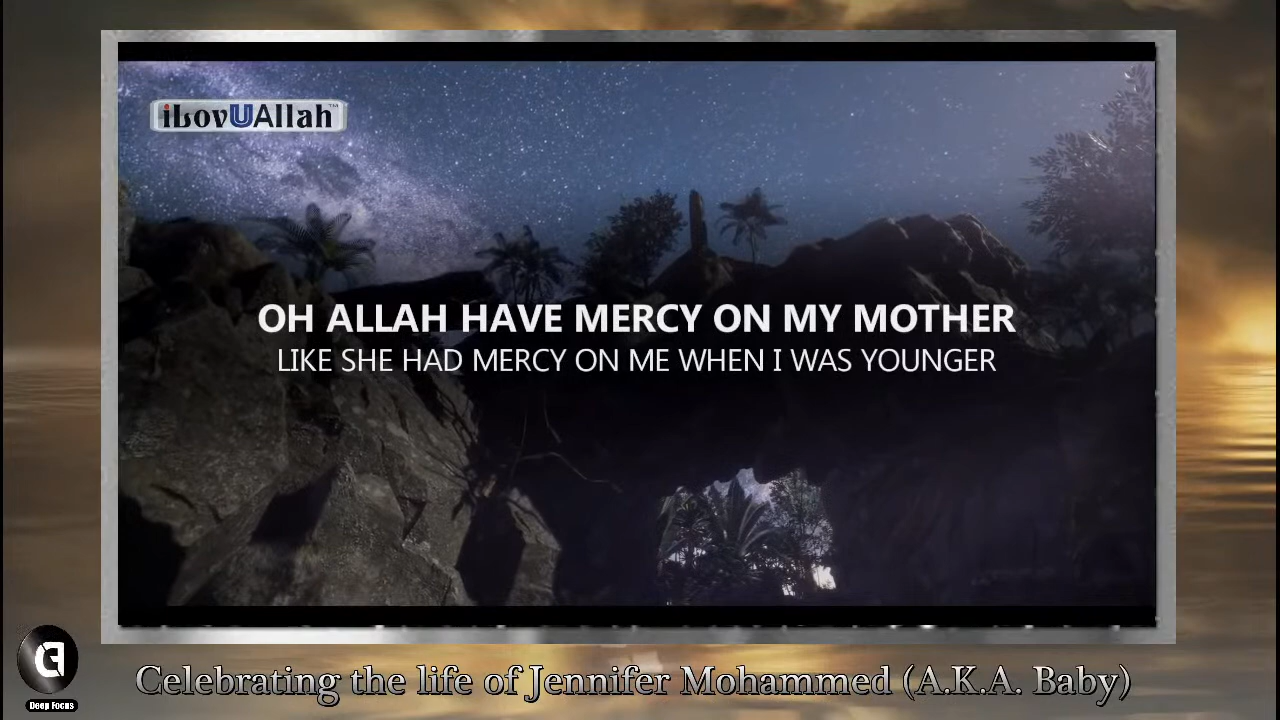 iLovUAllah™
OH ALLAH HAVE MERCY ON MY MOTHER
LIKE SHE HAD MERCY ON ME WHEN I WAS YOUNGER
Celebrating the life of Jennifer Mohammed (A.K.A. Baby)
Deep Focus